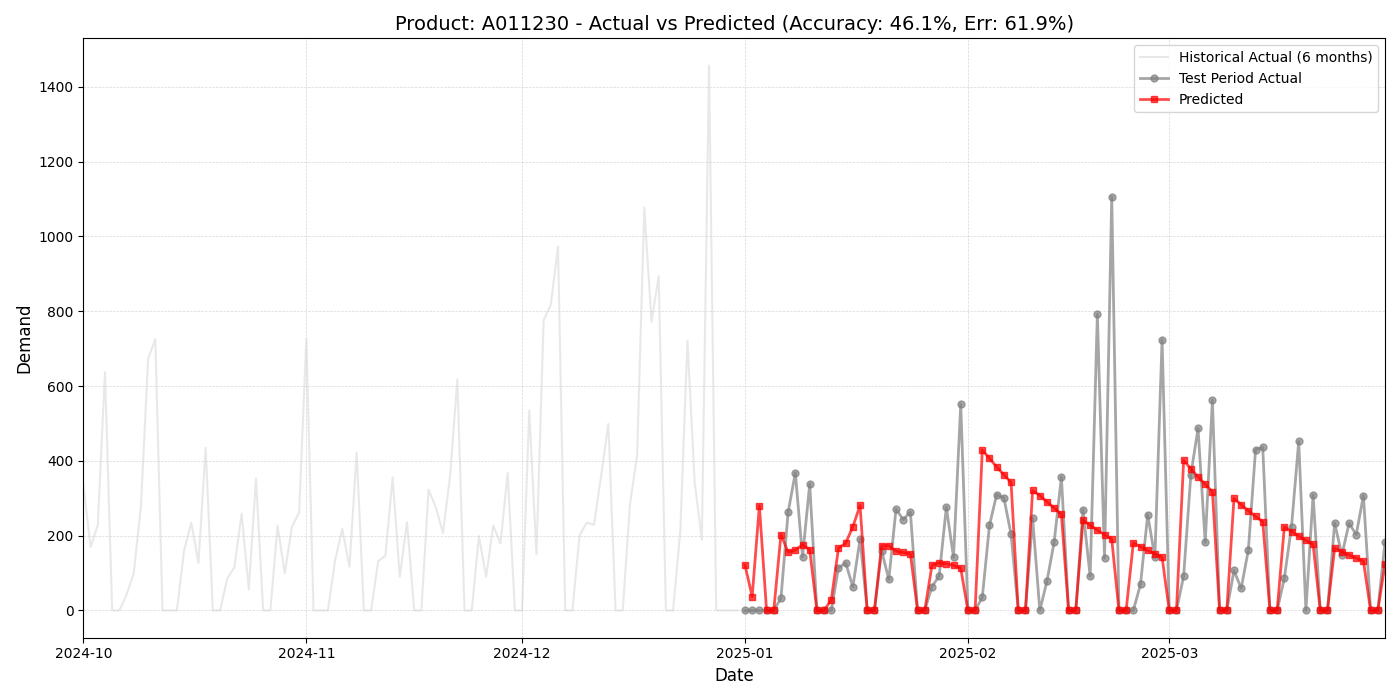 Product: A011230 - Actual vs Predicted (Accuracy: 46.1%, Err: 61.9%)
Historical Actual (6 months)
Test Period Actual
Predicted
Demand
1400
1200
1000
800
600
400
200
0
2024-10
2024-11
2024-12
2025-01
2025-02
2025-03
Date